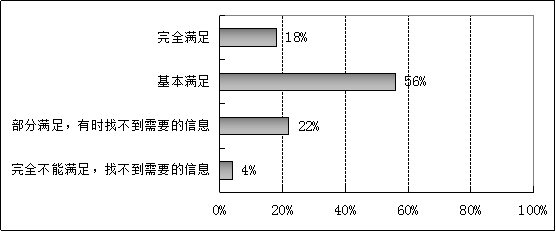 完全满足
18%
基本满足
56%
部分满足，有时找不到需要的信息
22%
完全不能满足，找不到需要的信息
4%
0% 20% 40% 60% 80% 100%